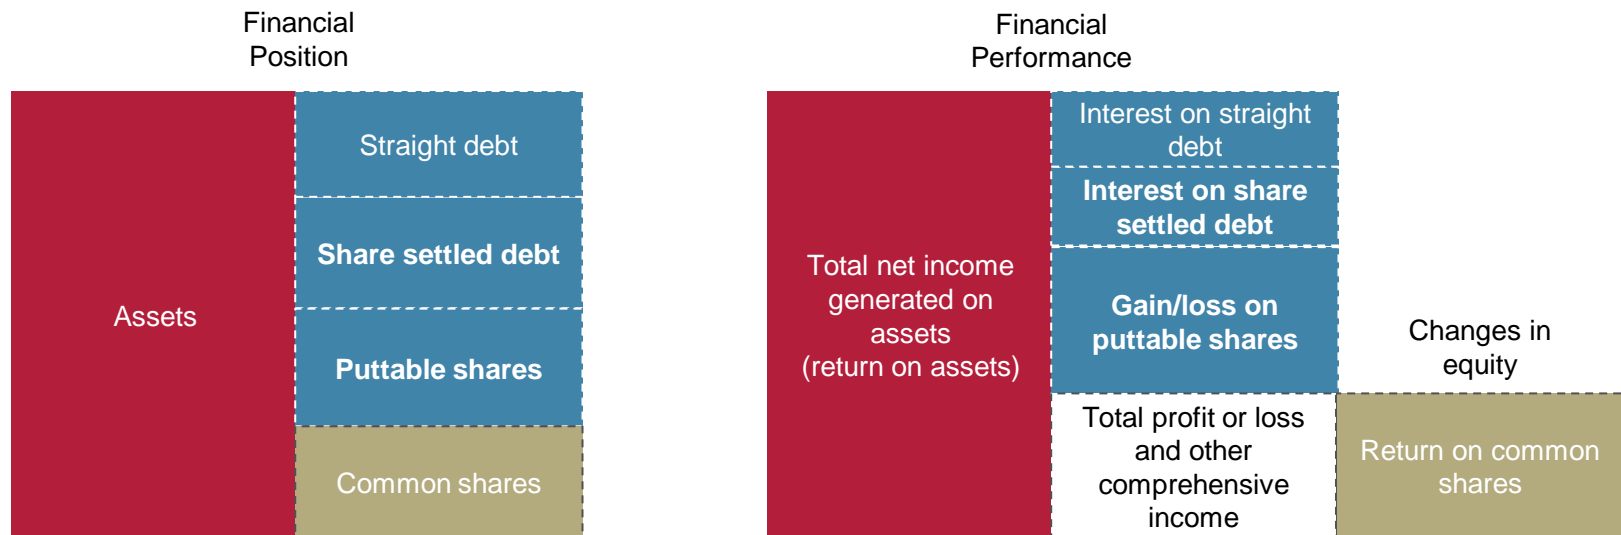 Financial
Position
Assets
Straight debt
Share settled debt
Puttable shares
Common shares
Financial
Performance
Total net income
generated on
assets
(return on assets)
Interest on straight
debt
Interest on share
settled debt
Gain/loss on
puttable shares
Total profit or loss
and other
comprehensive
income
Changes in
equity
Return on common
shares